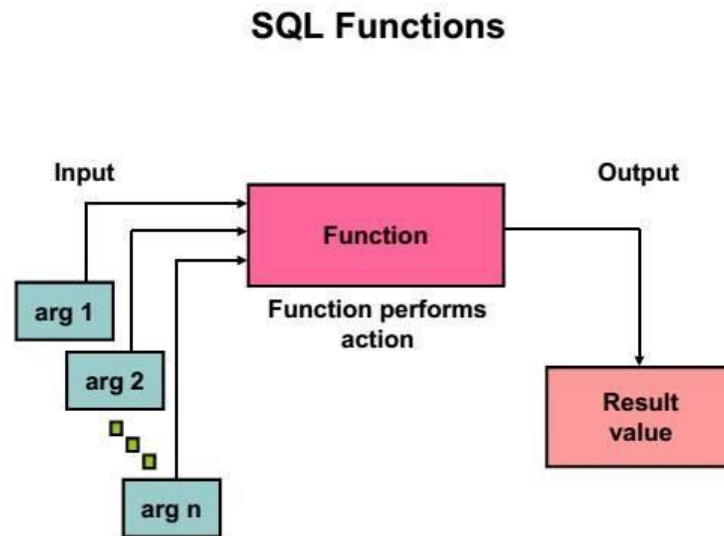 SQL Functions
Input
Output
Function
arg 1
Function performs
action
arg 2
Result
value
arg n